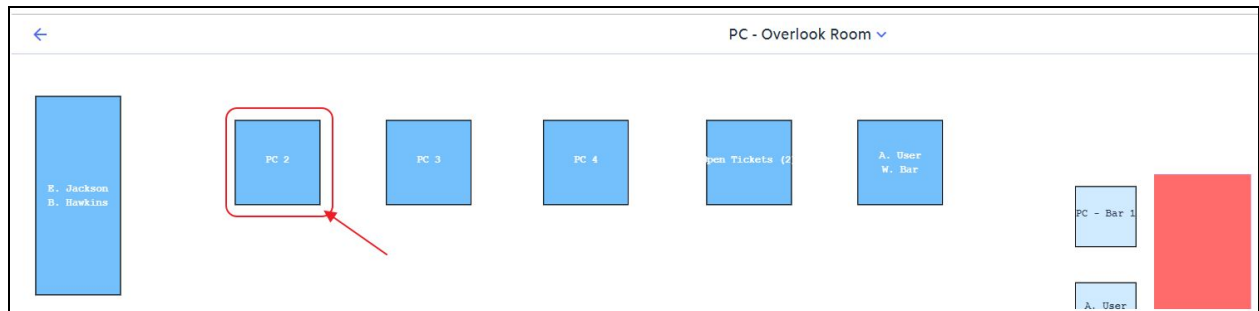 PC - Overlook Room
E. Jackson
B. Hawkins
PC 2
PC 3
PC 4
Open Tickets (2)
A. User
W. Bar
PC - Bar 1
A. User